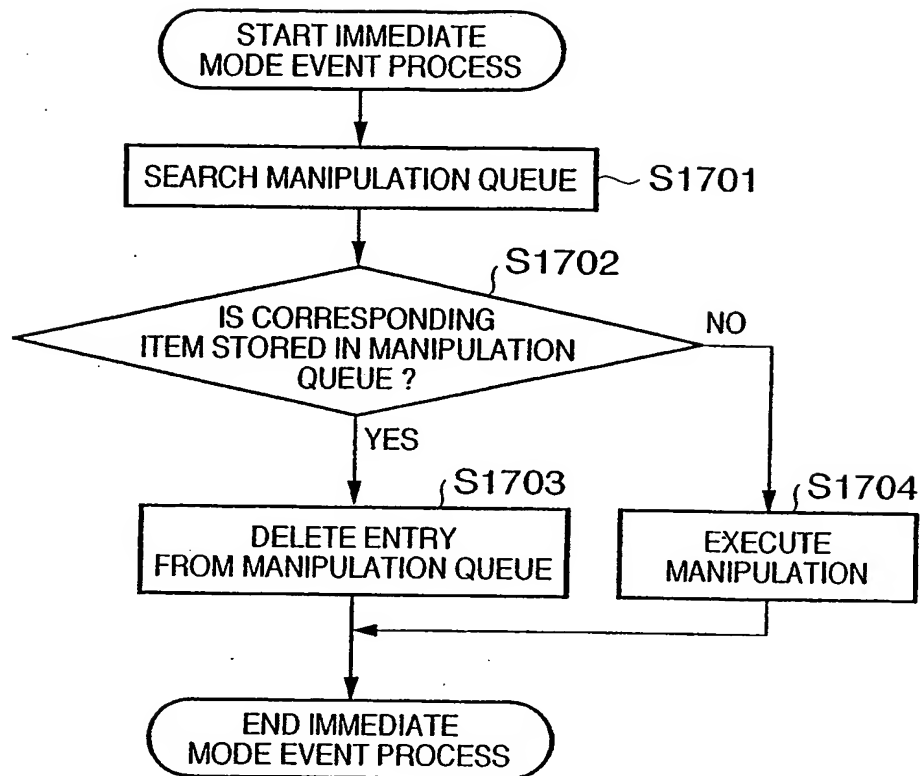 START IMMEDIATE
MODE EVENT PROCESS
SEARCH MANIPULATION QUEUE
S1701
S1702
IS CORRESPONDING
ITEM STORED IN MANIPULATION
QUEUE ?
NO
YES
S1703
DELETE ENTRY
FROM MANIPULATION QUEUE
S1704
EXECUTE
MANIPULATION
END IMMEDIATE
MODE EVENT PROCESS